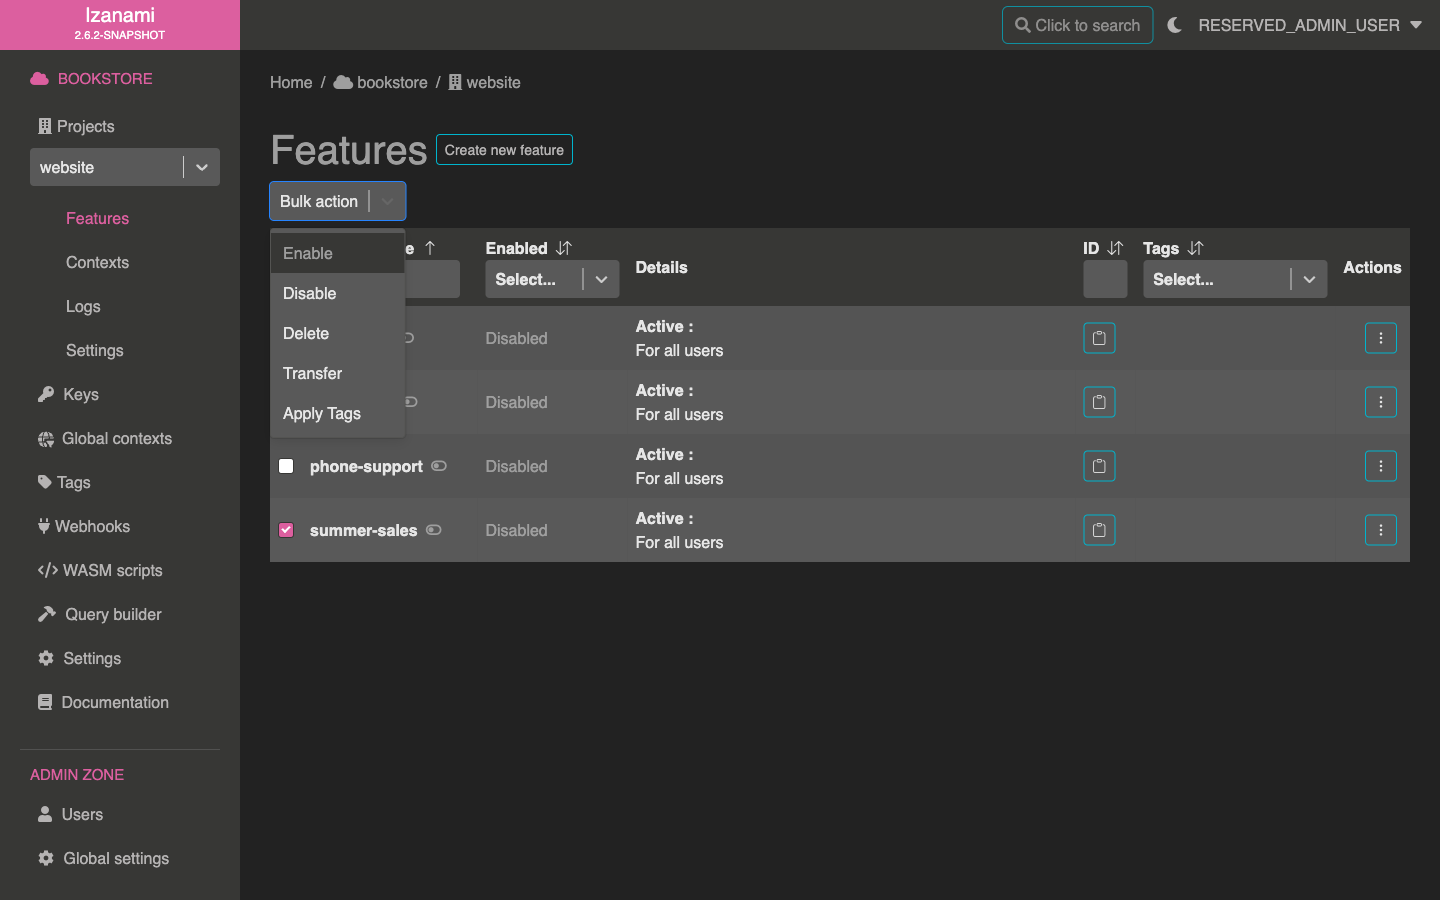 Izanami
2.6.2-SNAPSHOT
Click to search
RESERVED_ADMIN_USER
BOOKSTORE
Projects
website
Features
Contexts
Logs
Settings
Keys
Global contexts
Tags
Webhooks
WASM scripts
Query builder
Settings
Documentation
ADMIN ZONE
Users
Global settings
Home / bookstore / website
Features
Create new feature
Bulk action
Enable
Disable
Delete
Transfer
Apply Tags
e Enabled Details ID Tags Actions
Select... Select...
Disabled
Active :
For all users
Disabled
Active :
For all users
phone-support Disabled
Active :
For all users
summer-sales Disabled
Active :
For all users